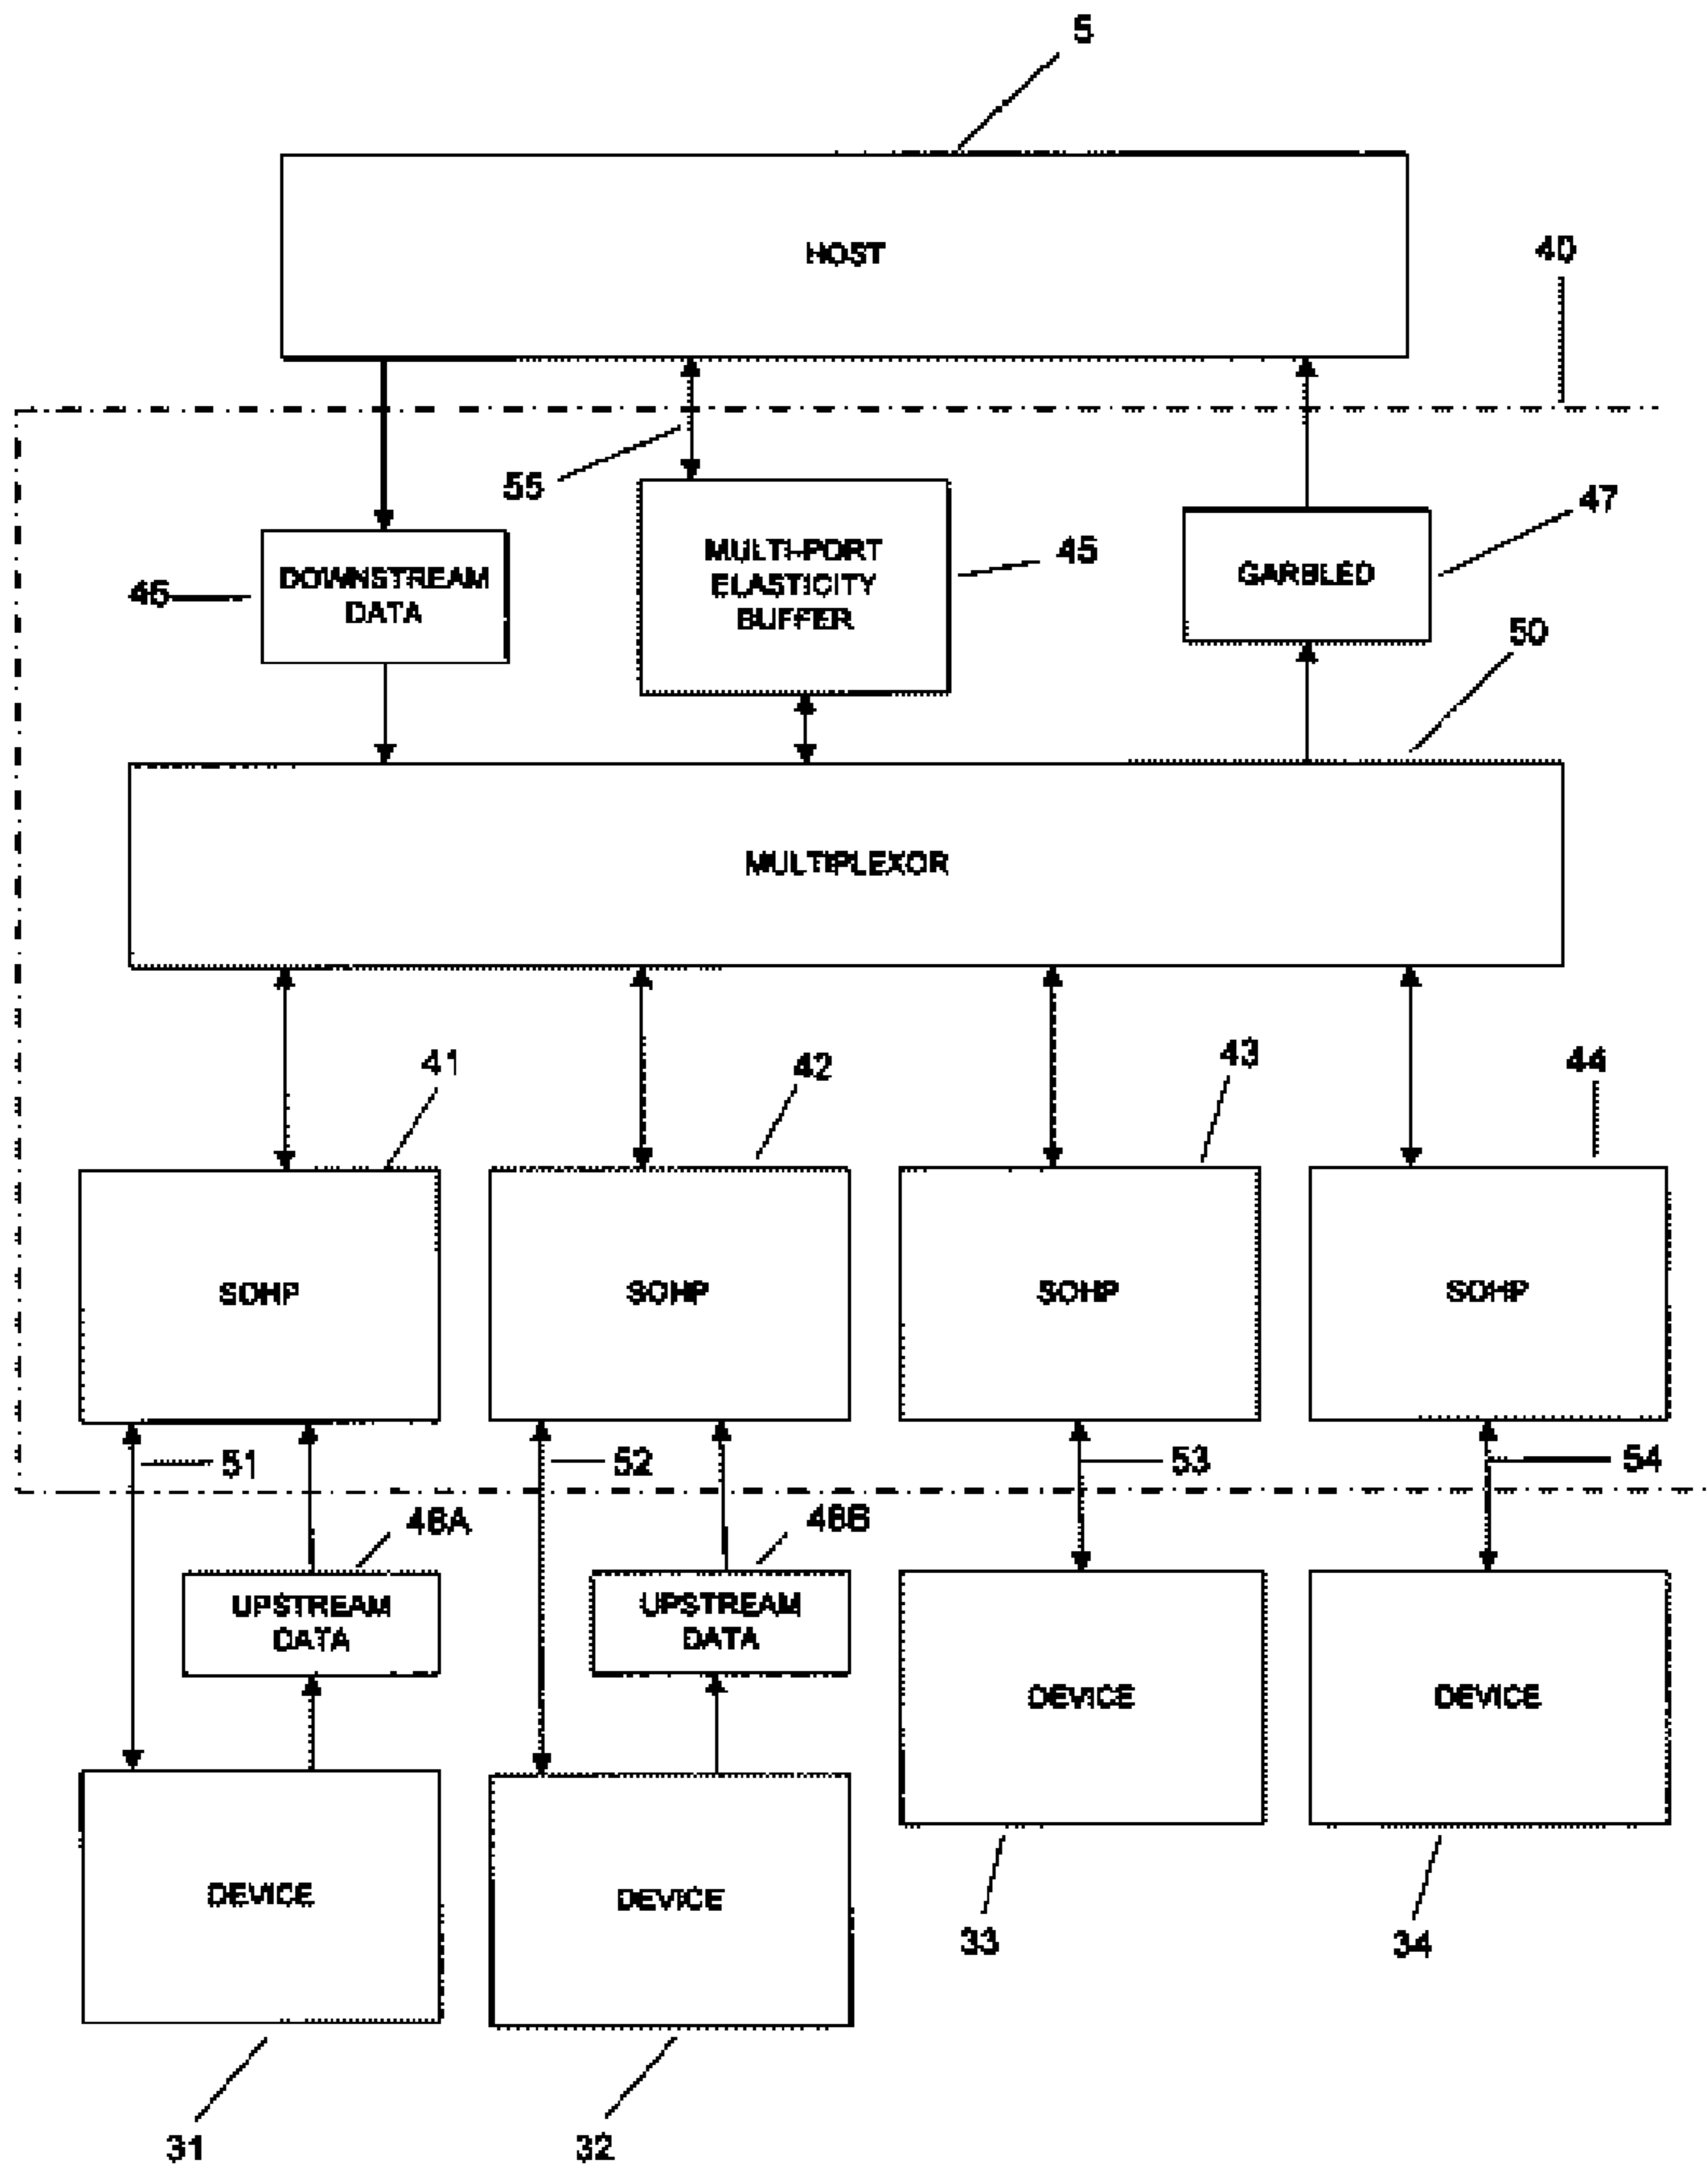 5
HOST
40
55
47
46
DOWNSTREAM
DATA
MULTI-PORT
ELASTICITY
BUFFER
45
GARBLED
50
MULTIPLEXOR
41
42
43
44
SOHP
SOHP
SOHP
SOHP
51
52
53
54
48A
48B
UPSTREAM
DATA
UPSTREAM
DATA
DEVICE
DEVICE
DEVICE
DEVICE
33
34
31
32